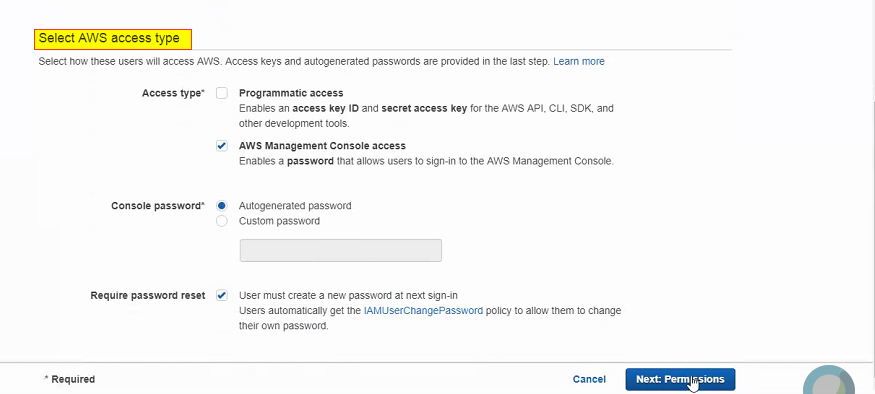 Select AWS access type
Select how these users will access AWS. Access keys and autogenerated passwords are provided in the last step. Learn more
Access type* Programmatic access
Enables an access key ID and secret access key for the AWS API, CLI, SDK, and
other development tools.
AWS Management Console access
Enables a password that allows users to sign-in to the AWS Management Console.
Console password* Autogenerated password
Custom password
Require password reset User must create a new password at next sign-in
Users automatically get the IAMUserChangePassword policy to allow them to change
their own password.
* Required Cancel Next: Permissions